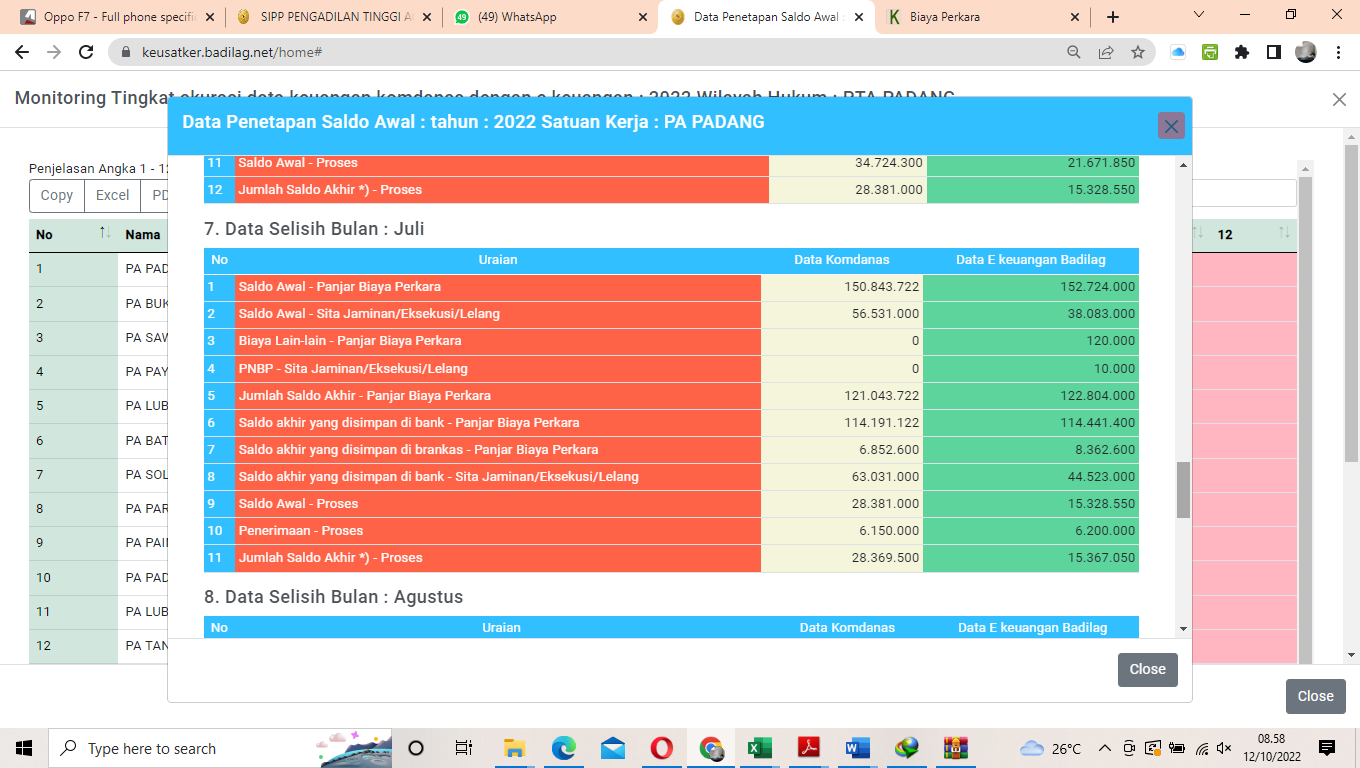 Oppo F7 - Full phone specifi
SIPP PENGADILAN TINGGI A
(49) WhatsApp
Data Penetapan Saldo Awal :
Biaya Perkara
keusatker.badilag.net/home#
Monitoring Tingkat akurasi data keuangan komdanas dengan e keuangan : 2022 Wilayah Hukum : PTA PADANG
Data Penetapan Saldo Awal : tahun : 2022 Satuan Kerja : PA PADANG
Penjelasan Angka 1 - 12
Copy Excel PD
No Nama 12
1 PA PAD
2 PA BUK
3 PA SAW
4 PA PAY
5 PA LUB
6 PA BAT
7 PA SOL
8 PA PAR
9 PA PAI
10 PA PAD
11 PA LUB
12 PA TAN
11 Saldo Awal - Proses 34.724.300 21.671.850
12 Jumlah Saldo Akhir *) - Proses 28.381.000 15.328.550
7. Data Selisih Bulan : Juli
No Uraian Data Komdanas Data E keuangan Badilag
1 Saldo Awal - Panjar Biaya Perkara 150.843.722 152.724.000
2 Saldo Awal - Sita Jaminan/Eksekusi/Lelang 56.531.000 38.083.000
3 Biaya Lain-lain - Panjar Biaya Perkara 0 120.000
4 PNBP - Sita Jaminan/Eksekusi/Lelang 0 10.000
5 Jumlah Saldo Akhir - Panjar Biaya Perkara 121.043.722 122.804.000
6 Saldo akhir yang disimpan di bank - Panjar Biaya Perkara 114.191.122 114.441.400
7 Saldo akhir yang disimpan di brankas - Panjar Biaya Perkara 6.852.600 8.362.600
8 Saldo akhir yang disimpan di bank - Sita Jaminan/Eksekusi/Lelang 63.031.000 44.523.000
9 Saldo Awal - Proses 28.381.000 15.328.550
10 Penerimaan - Proses 6.150.000 6.200.000
11 Jumlah Saldo Akhir *) - Proses 28.369.500 15.367.050
8. Data Selisih Bulan : Agustus
No Uraian Data Komdanas Data E keuangan Badilag
Close
Close
Type here to search
26°C
08.58
12/10/2022